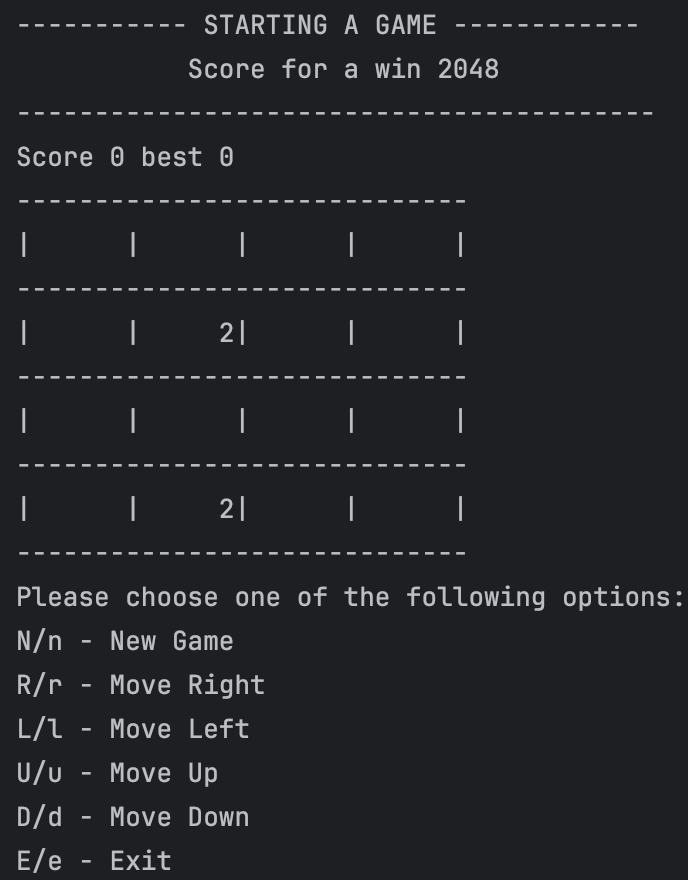 ----------- STARTING A GAME ------------
           Score for a win 2048
-----------------------------------------
Score 0 best 0
-----------------------------
|      |      |      |      |
-----------------------------
|      |     2|      |      |
-----------------------------
|      |      |      |      |
-----------------------------
|      |     2|      |      |
-----------------------------
Please choose one of the following options:
N/n - New Game
R/r - Move Right
L/l - Move Left
U/u - Move Up
D/d - Move Down
E/e - Exit